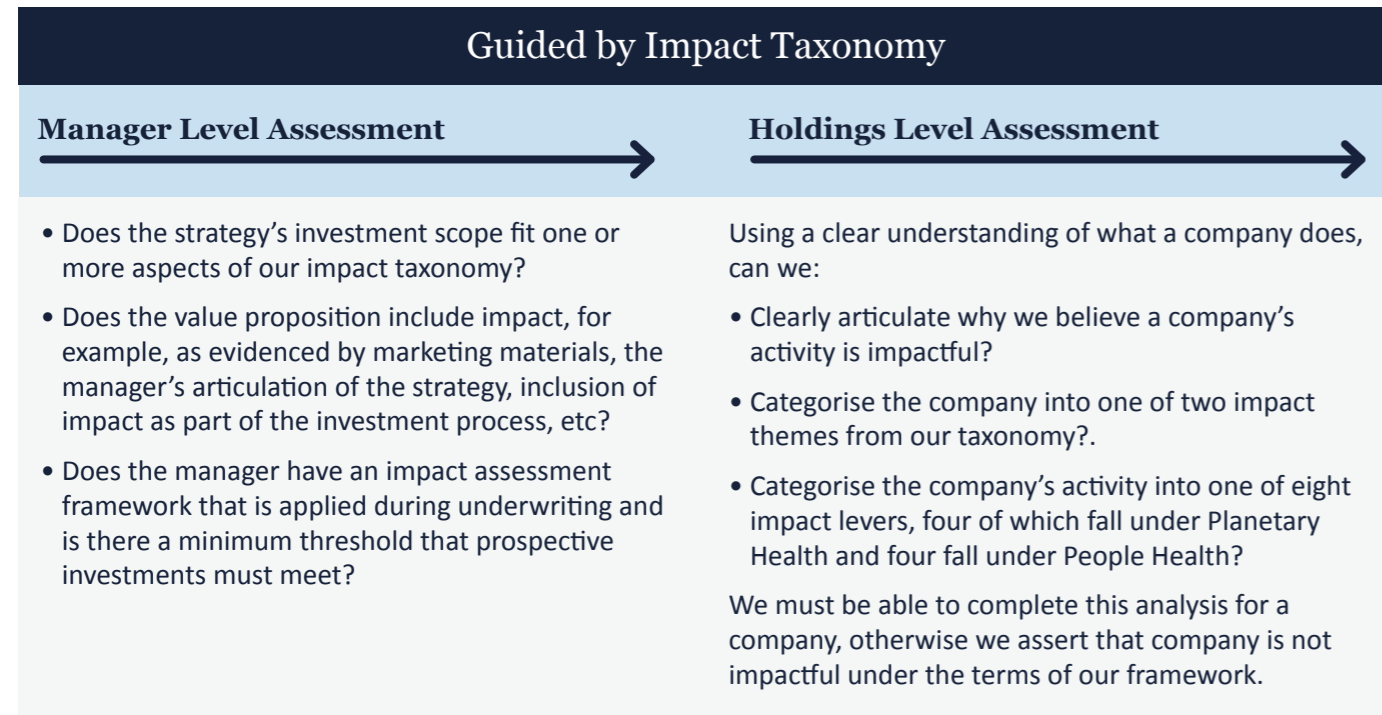 Guided by Impact Taxonomy
Manager Level Assessment
• Does the strategy’s investment scope fit one or
more aspects of our impact taxonomy?
• Does the value proposition include impact, for
example, as evidenced by marketing materials, the
manager’s articulation of the strategy, inclusion of
impact as part of the investment process, etc?
• Does the manager have an impact assessment
framework that is applied during underwriting and
is there a minimum threshold that prospective
investments must meet?
Holdings Level Assessment
Using a clear understanding of what a company does,
can we:
• Clearly articulate why we believe a company’s
activity is impactful?
• Categorise the company into one of two impact
themes from our taxonomy?.
• Categorise the company’s activity into one of eight
impact levers, four of which fall under Planetary
Health and four fall under People Health?
We must be able to complete this analysis for a
company, otherwise we assert that company is not
impactful under the terms of our framework.